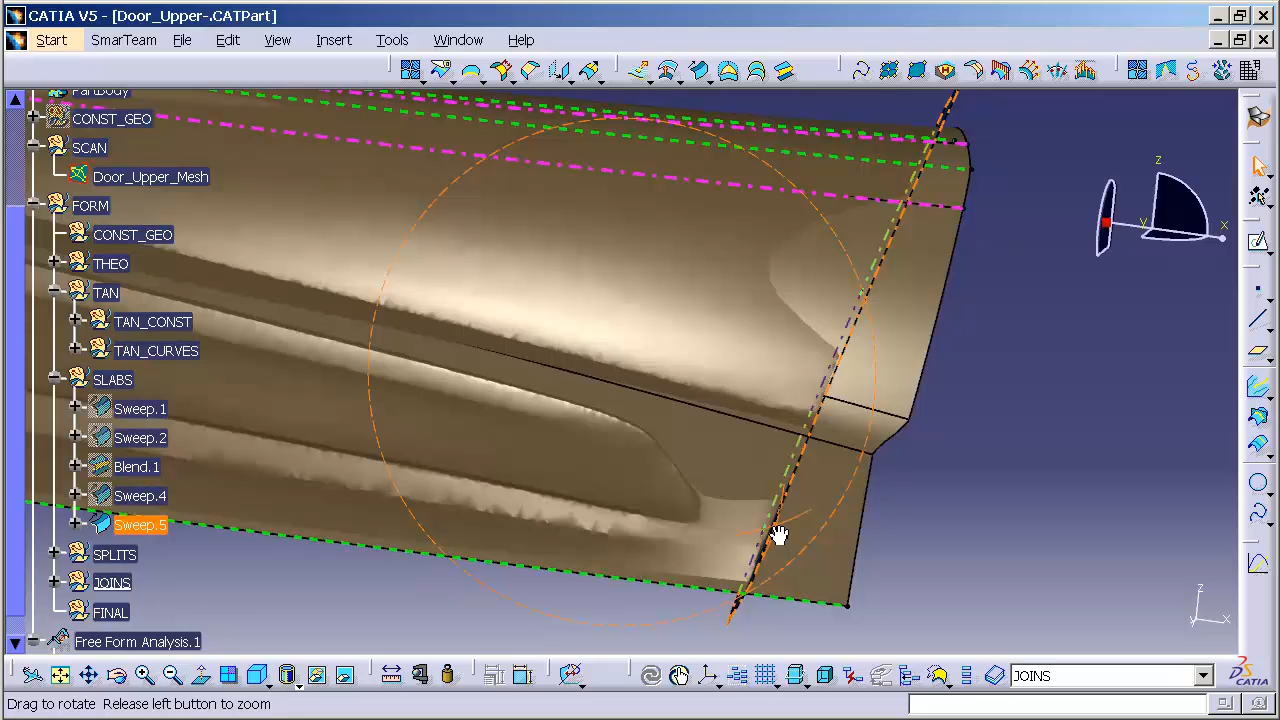 CATIA V5 - [Door_Upper-.CATPart]
Start SmarTeam File Edit View Insert Tools Window Help
PartBody
CONST_GEO
SCAN
Door_Upper_Mesh
FORM
CONST_GEO
THEO
TAN
TAN_CONST
TAN_CURVES
SLABS
Sweep.1
Sweep.2
Blend.1
Sweep.4
Sweep.5
SPLITS
JOINS
FINAL
Free Form Analysis.1
z
y
x
z
y
x
JOINS
CATIA
Drag to rotate Release left button to zoom